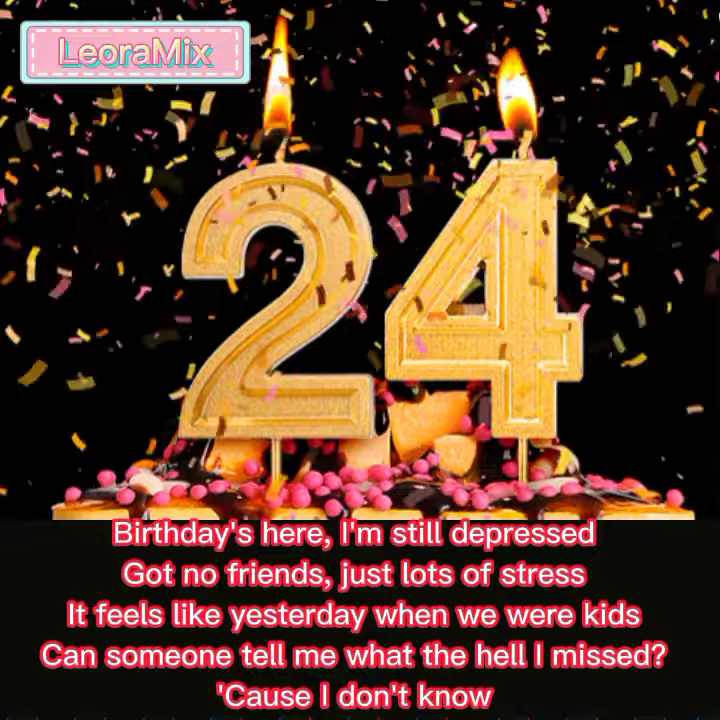 LeoraMix
24
Birthday's here, I'm still depressed
Got no friends, just lots of stress
It feels like yesterday when we were kids
Can someone tell me what the hell I missed?
'Cause I don't know